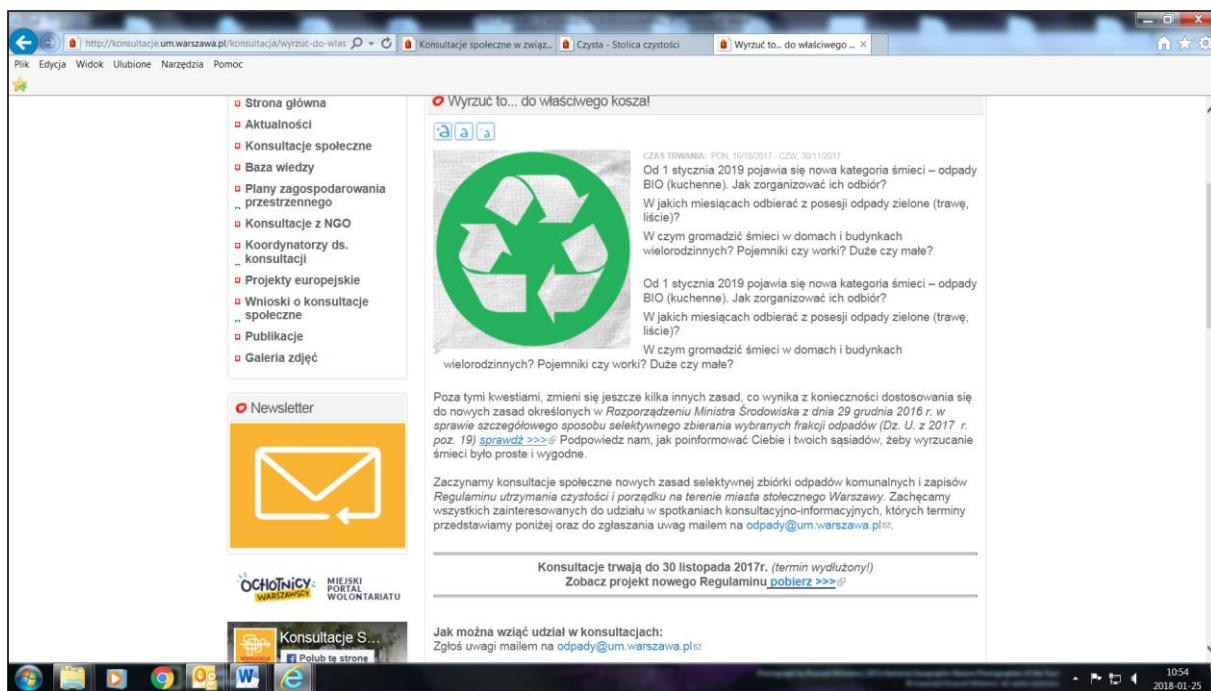 http://konsultacje.um.warszawa.pl/konsultacja/wyrzuc-do-wlas
Konsultacje społeczne w związ...
Czysta - Stolica czystości
Wyrzuć to... do właściwego ...
Plik Edycja Widok Ulubione Narzędzia Pomoc
Strona główna
Aktualności
Konsultacje społeczne
Baza wiedzy
Plany zagospodarowania
przestrzennego
Konsultacje z NGO
Koordynatorzy ds.
konsultacji
Projekty europejskie
Wnioski o konsultacje
społeczne
Publikacje
Galeria zdjęć
Newsletter
OCHOTNICY
WARSZAWSCY
MIEJSKI
PORTAL
WOLONTARIATU
Konsultacje S...
Polub tę stronę
Wyrzuć to... do właściwego kosza!
a a a
CZAS TRWANIA: PON, 16/10/2017 - CZW, 30/11/2017
Od 1 stycznia 2019 pojawia się nowa kategoria śmieci – odpady
BIO (kuchenne). Jak zorganizować ich odbiór?
W jakich miesiącach odbierać z posesji odpady zielone (trawę,
liście)?
W czym gromadzić śmieci w domach i budynkach
wielorodzinnych? Pojemniki czy worki? Duże czy małe?
Od 1 stycznia 2019 pojawia się nowa kategoria śmieci – odpady
BIO (kuchenne). Jak zorganizować ich odbiór?
W jakich miesiącach odbierać z posesji odpady zielone (trawę,
liście)?
W czym gromadzić śmieci w domach i budynkach
wielorodzinnych? Pojemniki czy worki? Duże czy małe?
Poza tymi kwestiami, zmieni się jeszcze kilka innych zasad, co wynika z konieczności dostosowania się
do nowych zasad określonych w Rozporządzeniu Ministra Środowiska z dnia 29 grudnia 2016 r. w
sprawie szczegółowego sposobu selektywnego zbierania wybranych frakcji odpadów (Dz. U. z 2017 r.
poz. 19) sprawdź >>> Podpowiedz nam, jak poinformować Ciebie i twoich sąsiadów, żeby wyrzucanie
śmieci było proste i wygodne.
Zaczynamy konsultacje społeczne nowych zasad selektywnej zbiórki odpadów komunalnych i zapisów
Regulaminu utrzymania czystości i porządku na terenie miasta stołecznego Warszawy. Zachęcamy
wszystkich zainteresowanych do udziału w spotkaniach konsultacyjno-informacyjnych, których terminy
przedstawiamy poniżej oraz do zgłaszania uwag mailem na odpady@um.warszawa.pl.
Konsultacje trwają do 30 listopada 2017r. (termin wydłużony!)
Zobacz projekt nowego Regulaminu pobierz >>>
Jak można wziąć udział w konsultacjach:
Zgłoś uwagi mailem na odpady@um.warszawa.pl
10:54
2018-01-25